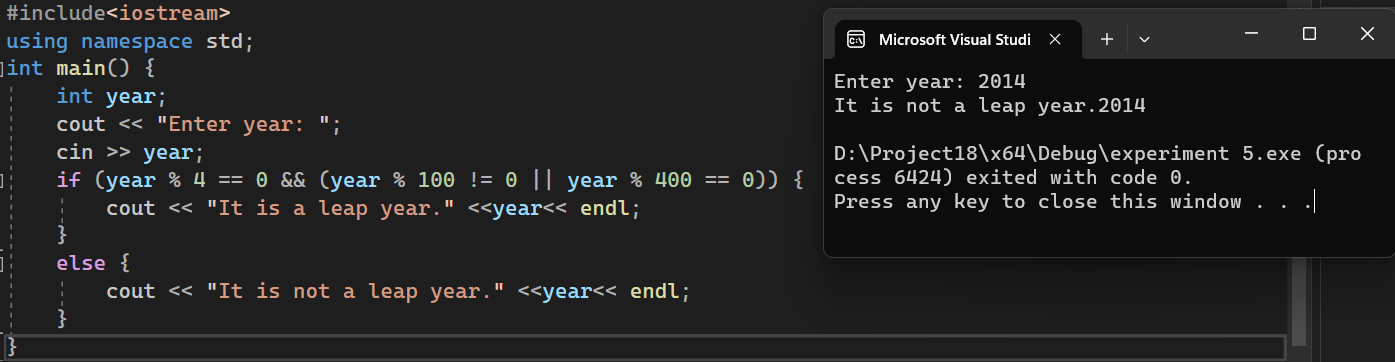 #include<iostream>
using namespace std;
int main() {
    int year;
    cout << "Enter year: ";
    cin >> year;
    if (year % 4 == 0 && (year % 100 != 0 || year % 400 == 0)) {
        cout << "It is a leap year." <<year<< endl;
    }
    else {
        cout << "It is not a leap year." <<year<< endl;
    }
}
Microsoft Visual Studi
Enter year: 2014
It is not a leap year.2014
D:\Project18\x64\Debug\experiment 5.exe (pro
cess 6424) exited with code 0.
Press any key to close this window . . .